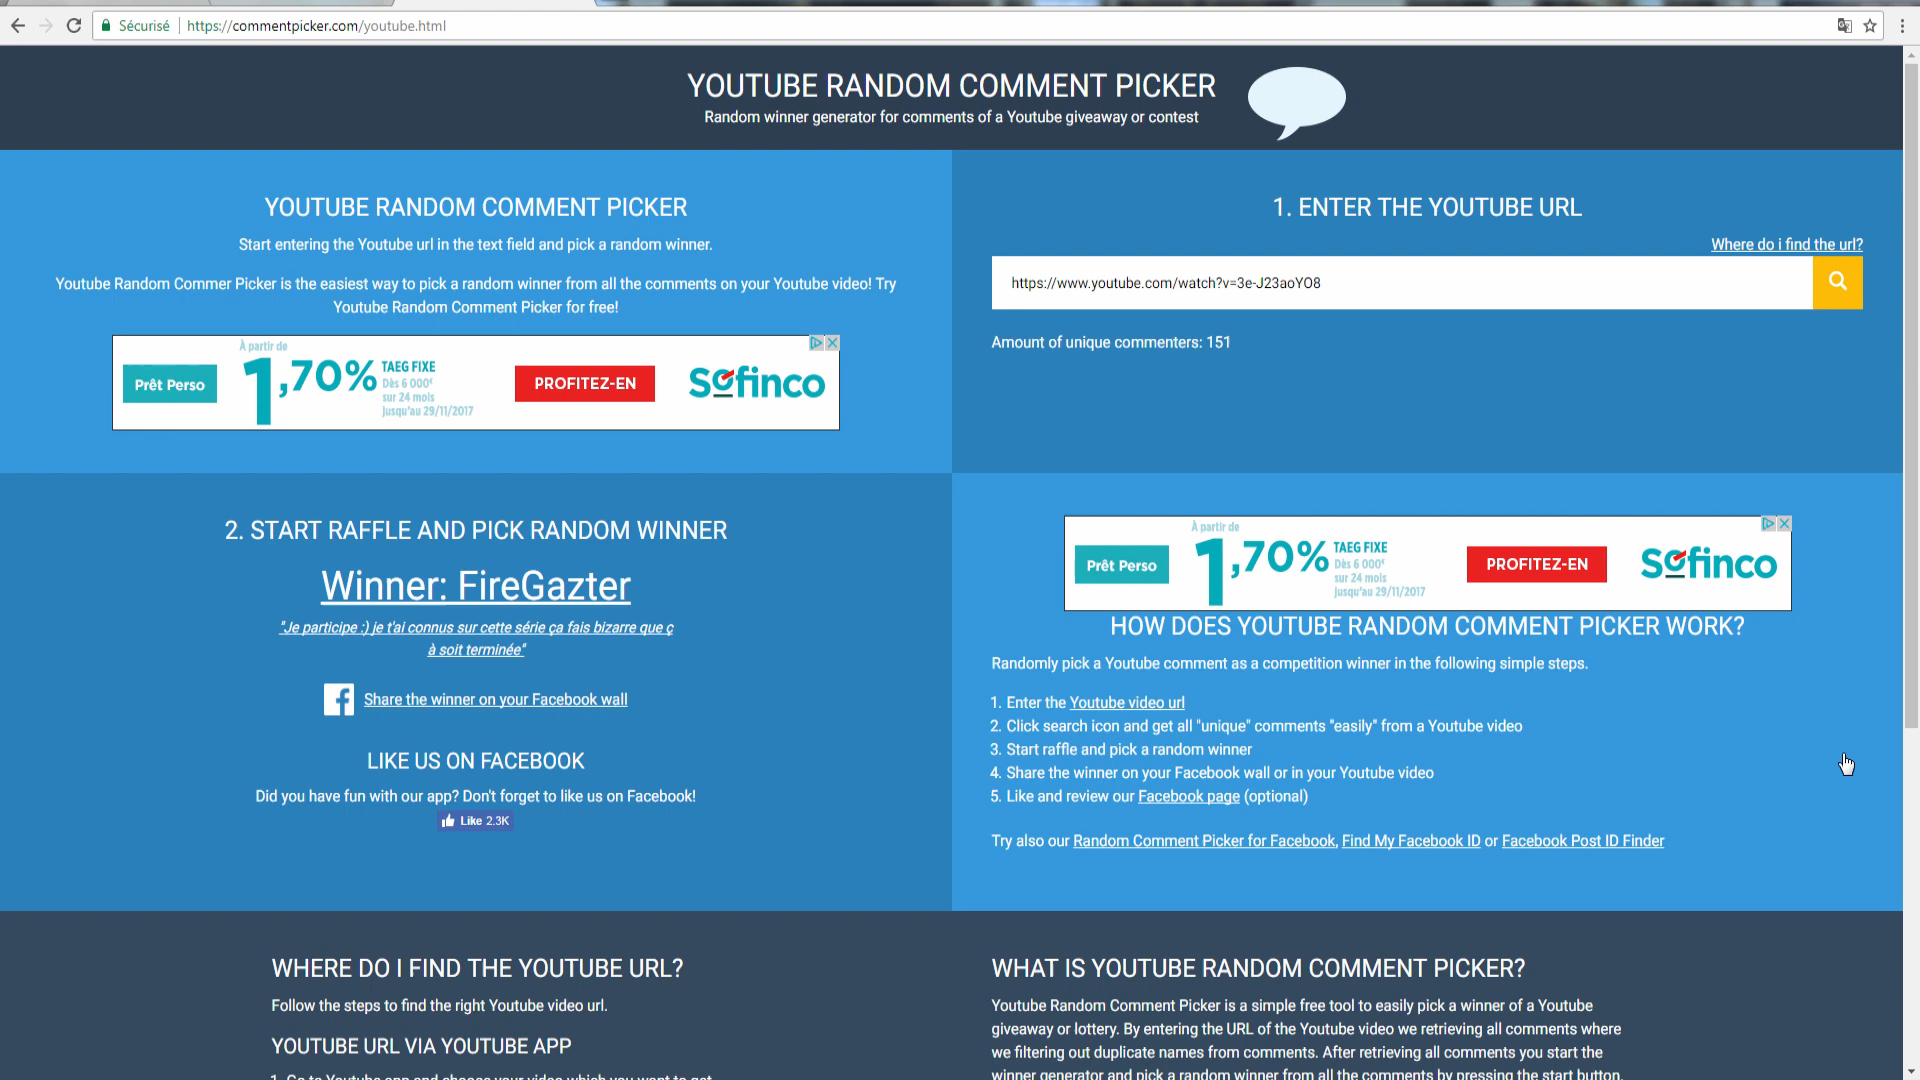 Sécurisé
https://commentpicker.com/youtube.html
YOUTUBE RANDOM COMMENT PICKER
Random winner generator for comments of a Youtube giveaway or contest
YOUTUBE RANDOM COMMENT PICKER
Start entering the Youtube url in the text field and pick a random winner.
Youtube Random Commer Picker is the easiest way to pick a random winner from all the comments on your Youtube video! Try
Youtube Random Comment Picker for free!
Prêt Perso
À partir de
1,70%
TAEG FIXE
Dès 6 000€
sur 24 mois
Jusqu'au 29/11/2017
PROFITEZ-EN
Sofinco
1. ENTER THE YOUTUBE URL
Where do i find the url?
https://www.youtube.com/watch?v=3e-J23aoYO8
Amount of unique commenters: 151
2. START RAFFLE AND PICK RANDOM WINNER
Winner: FireGazter
"Je participe :) je t'ai connus sur cette série ça fais bizarre que ç
à soit terminée"
Share the winner on your Facebook wall
LIKE US ON FACEBOOK
Did you have fun with our app? Don't forget to like us on Facebook!
Like 2.3K
Prêt Perso
À partir de
1,70%
TAEG FIXE
Dès 6 000€
sur 24 mois
Jusqu'au 29/11/2017
PROFITEZ-EN
Sofinco
HOW DOES YOUTUBE RANDOM COMMENT PICKER WORK?
Randomly pick a Youtube comment as a competition winner in the following simple steps.
1. Enter the Youtube video url
2. Click search icon and get all "unique" comments "easily" from a Youtube video
3. Start raffle and pick a random winner
4. Share the winner on your Facebook wall or in your Youtube video
5. Like and review our Facebook page (optional)
Try also our Random Comment Picker for Facebook, Find My Facebook ID or Facebook Post ID Finder
WHERE DO I FIND THE YOUTUBE URL?
Follow the steps to find the right Youtube video url.
YOUTUBE URL VIA YOUTUBE APP
1. Go to Youtube app and choose your video which you want to get
WHAT IS YOUTUBE RANDOM COMMENT PICKER?
Youtube Random Comment Picker is a simple free tool to easily pick a winner of a Youtube
giveaway or lottery. By entering the URL of the Youtube video we retrieving all comments where
we filtering out duplicate names from comments. After retrieving all comments you start the
winner generator and pick a random winner from all the comments by pressing the start button.